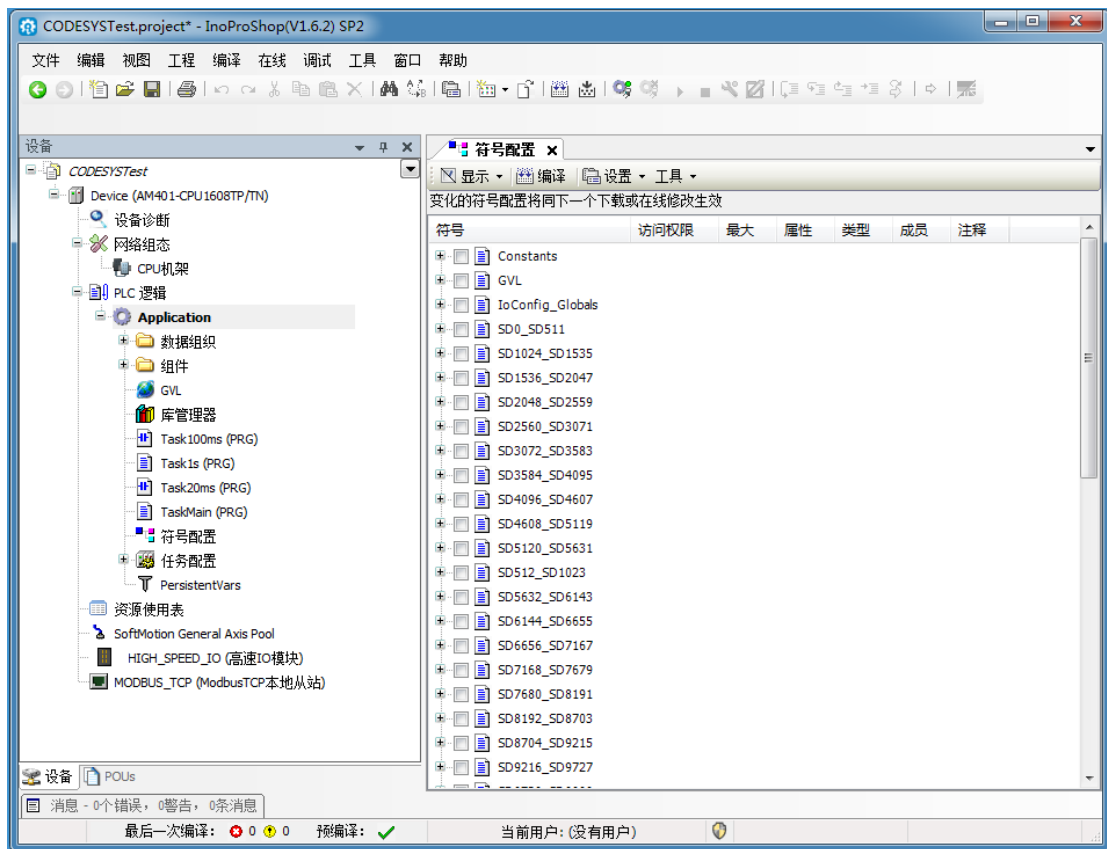 CODESYSTest.project* - InoProShop(V1.6.2) SP2
文件 编辑 视图 工程 编译 在线 调试 工具 窗口 帮助
设备
CODESYSTest
Device (AM401-CPU1608TP/TN)
设备诊断
网络组态
CPU机架
PLC 逻辑
Application
数据组织
组件
GVL
库管理器
Task100ms (PRG)
Task1s (PRG)
Task20ms (PRG)
TaskMain (PRG)
符号配置
任务配置
PersistentVars
资源使用表
SoftMotion General Axis Pool
HIGH_SPEED_IO (高速IO模块)
MODBUS_TCP (ModbusTCP本地从站)
设备 POUs
符号配置
显示 编译 设置 工具
变化的符号配置将同下一个下载或在线修改生效
符号 访问权限 最大 属性 类型 成员 注释
Constants
GVL
IoConfig_Globals
SD0_SD511
SD1024_SD1535
SD1536_SD2047
SD2048_SD2559
SD2560_SD3071
SD3072_SD3583
SD3584_SD4095
SD4096_SD4607
SD4608_SD5119
SD5120_SD5631
SD512_SD1023
SD5632_SD6143
SD6144_SD6655
SD6656_SD7167
SD7168_SD7679
SD7680_SD8191
SD8192_SD8703
SD8704_SD9215
SD9216_SD9727
消息 - 0个错误，0警告，0条消息
最后一次编译： 0 0 预编译： 当前用户: (没有用户)